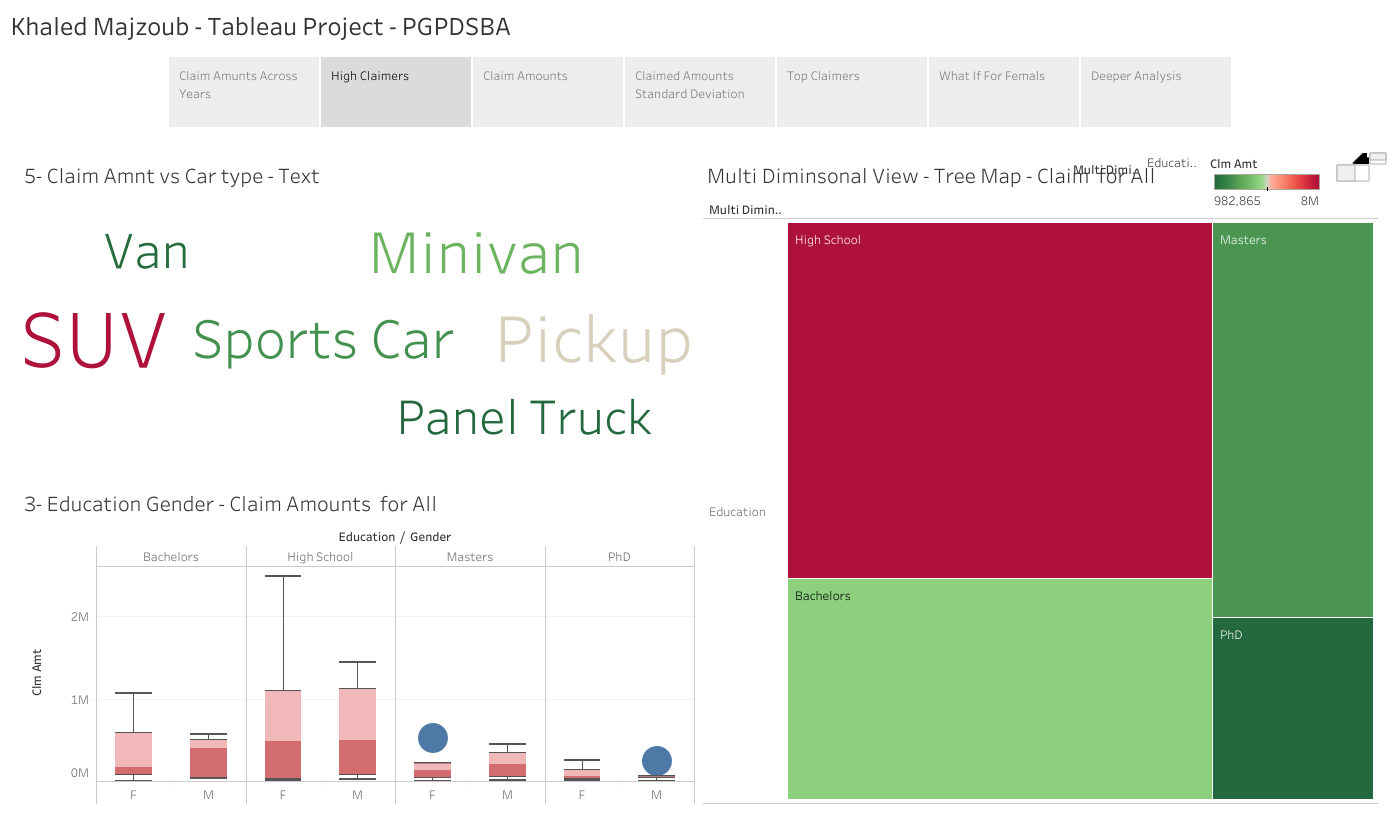 Khaled Majzoub - Tableau Project - PGPDSBA
Claim Amunts Across
Years
High Claimers
Claim Amounts
Claimed Amounts
Standard Deviation
Top Claimers
What If For Femals
Deeper Analysis
5- Claim Amnt vs Car type - Text
Van
Minivan
SUV
Sports Car
Pickup
Panel Truck
3- Education Gender - Claim Amounts  for All
Education / Gender
Bachelors
High School
Masters
PhD
Clm Amt
2M
1M
0M
F
M
F
M
F
M
F
M
Multi Diminsonal View - Tree Map - Claim  for All
Multi Dimi..
Educati..
Clm Amt
982,865
8M
Multi Dimin..
Education
High School
Masters
Bachelors
PhD